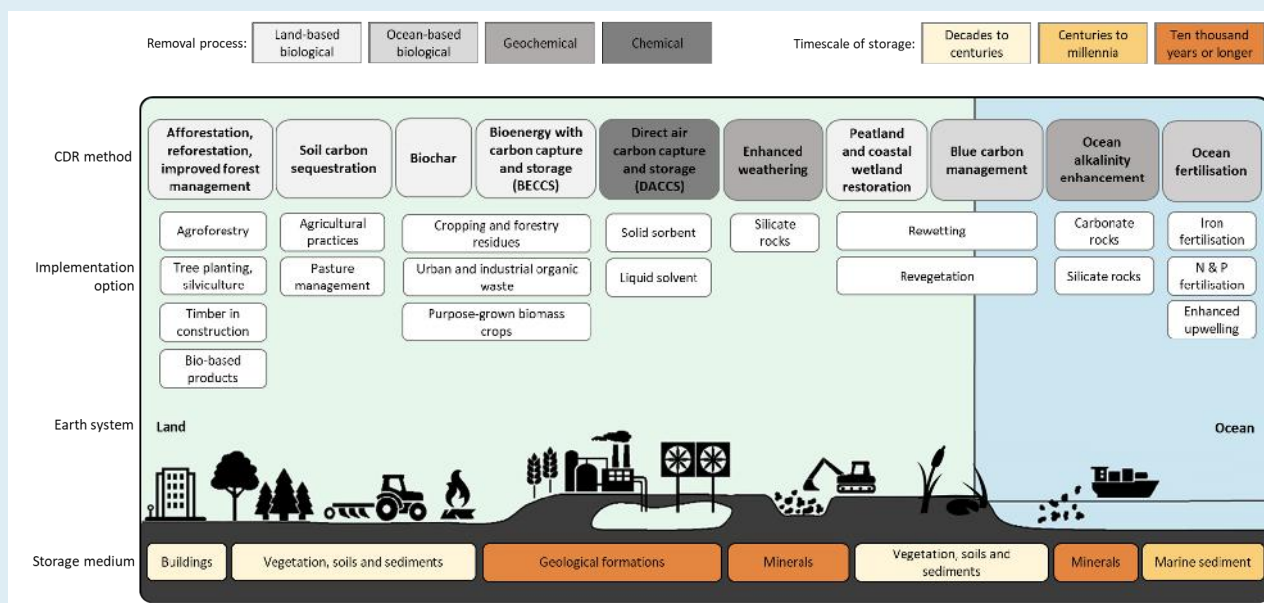 Removal process:
Land-based
biological
Ocean-based
biological
Geochemical
Chemical
Timescale of storage:
Decades to
centuries
Centuries to
millennia
Ten thousand
years or longer
CDR method
Afforestation,
reforestation,
improved forest
management
Soil carbon
sequestration
Biochar
Bioenergy with
carbon capture
and storage
(BECCS)
Direct air
carbon capture
and storage
(DACCS)
Enhanced
weathering
Peatland
and coastal
wetland
restoration
Blue carbon
management
Ocean
alkalinity
enhancement
Ocean
fertilisation
Implementation
option
Agroforestry
Tree planting,
silviculture
Timber in
construction
Bio-based
products
Agricultural
practices
Pasture
management
Cropping and forestry
residues
Urban and industrial organic
waste
Purpose-grown biomass
crops
Solid sorbent
Liquid solvent
Silicate
rocks
Rewetting
Revegetation
Carbonate
rocks
Silicate rocks
Iron
fertilisation
N & P
fertilisation
Enhanced
upwelling
Earth system
Land
Ocean
Storage medium
Buildings
Vegetation, soils and sediments
Geological formations
Minerals
Vegetation, soils and
sediments
Minerals
Marine sediment